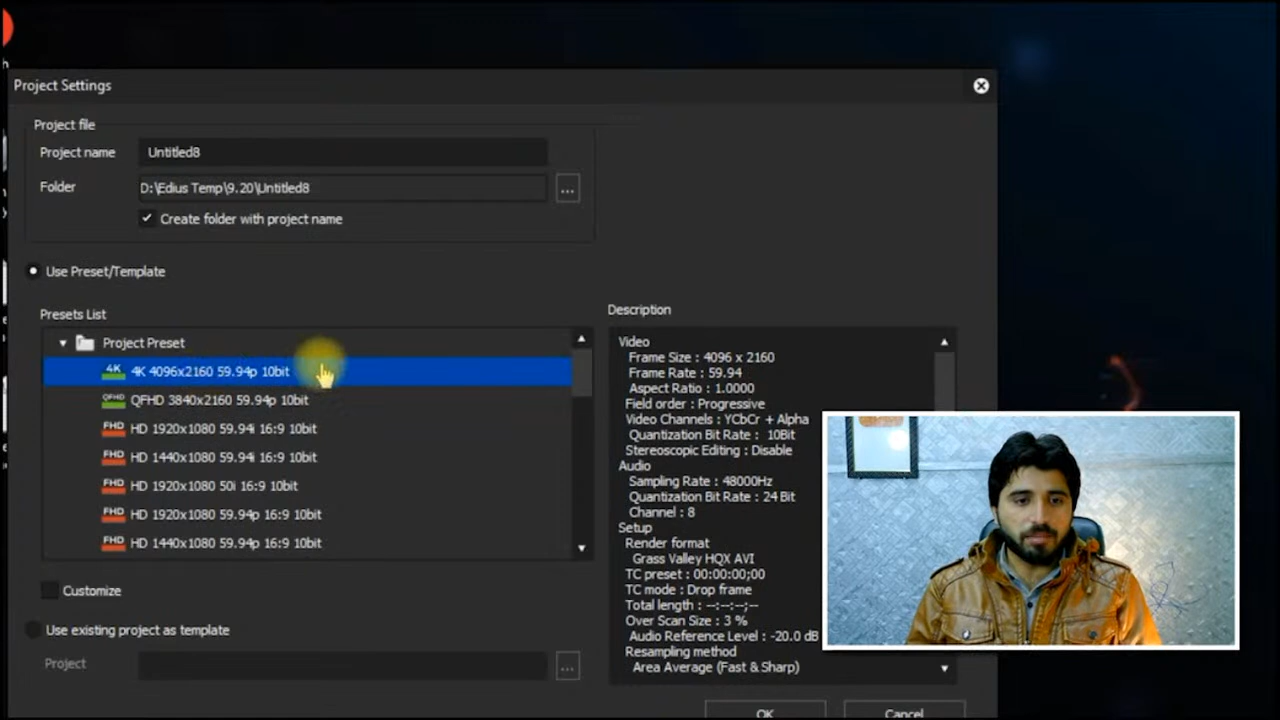 Project Settings
Project file
Project name Untitled8
Folder D:\Edius Temp\9.20\Untitled8 ...
Create folder with project name
Use Preset/Template
Presets List
Project Preset
4K 4K 4096x2160 59.94p 10bit
QFHD QFHD 3840x2160 59.94p 10bit
FHD HD 1920x1080 59.94i 16:9 10bit
FHD HD 1440x1080 59.94i 16:9 10bit
FHD HD 1920x1080 50i 16:9 10bit
FHD HD 1920x1080 59.94p 16:9 10bit
FHD HD 1440x1080 59.94p 16:9 10bit
Customize
Use existing project as template
Project ...
Description
Video
Frame Size : 4096 x 2160
Frame Rate : 59.94
Aspect Ratio : 1.0000
Field order : Progressive
Video Channels : YCbCr + Alpha
Quantization Bit Rate : 10Bit
Stereoscopic Editing : Disable
Audio
Sampling Rate : 48000Hz
Quantization Bit Rate : 24 Bit
Channel : 8
Setup
Render format
Grass Valley HQX AVI
TC preset : 00:00:00;00
TC mode : Drop frame
Total length : --:--:--;--
Over Scan Size : 3 %
Audio Reference Level : -20.0 dB
Resampling method
Area Average (Fast & Sharp)
OK Cancel